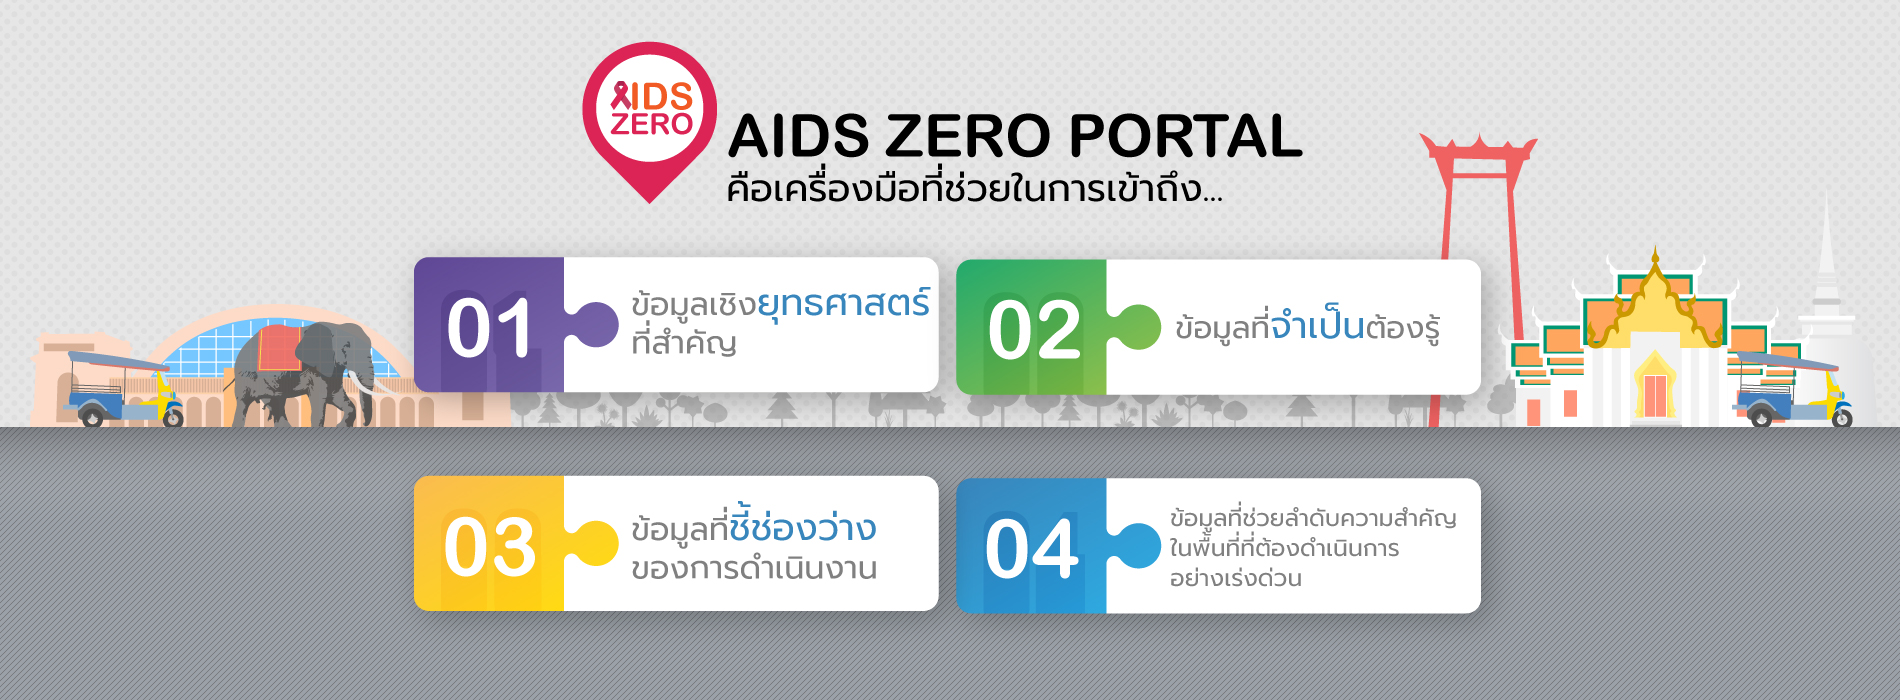 AIDS
ZERO
AIDS ZERO PORTAL
คือเครื่องมือที่ช่วยในการเข้าถึง...
01
ข้อมูลเชิงยุทธศาสตร์
ที่สำคัญ
02
ข้อมูลที่จำเป็นต้องรู้
03
ข้อมูลที่ชี้ช่องว่าง
ของการดำเนินงาน
04
ข้อมูลที่ช่วยลำดับความสำคัญ
ในพื้นที่ที่ต้องดำเนินการ
อย่างเร่งด่วน